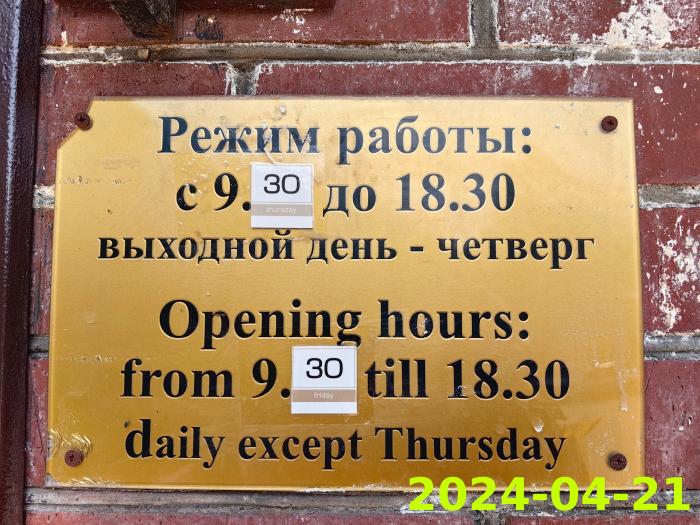 Режим работы:
с 9.30 до 18.30
thursday
выходной день - четверг
Opening hours:
from 9.30 till 18.30
friday
daily except Thursday
2024-04-21